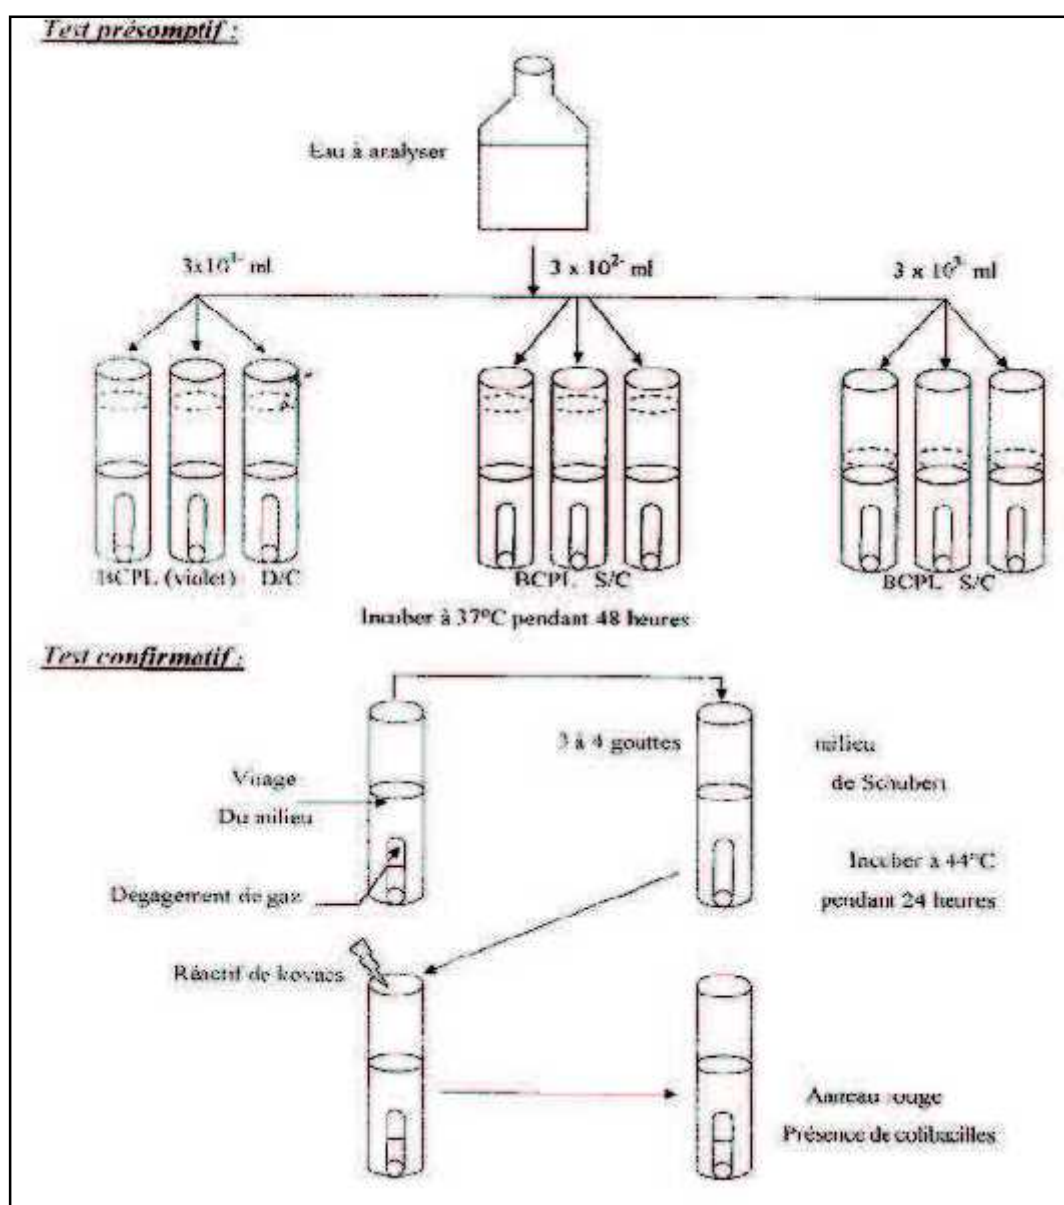 Test présomptif :
Eau à analyser
3x10¹⁻ ml
3 x 10²⁻ ml
3 x 10³⁻ ml
BCPL (violet) D/C
BCPL S/C
BCPL S/C
Incuber à 37°C pendant 48 heures
Test confirmatif :
3 à 4 gouttes
milieu
de Schubert
Virage
Du milieu
Dégagement de gaz
Incuber à 44°C
pendant 24 heures
Réactif de kovacs
Anneau rouge
Présence de colibacilles